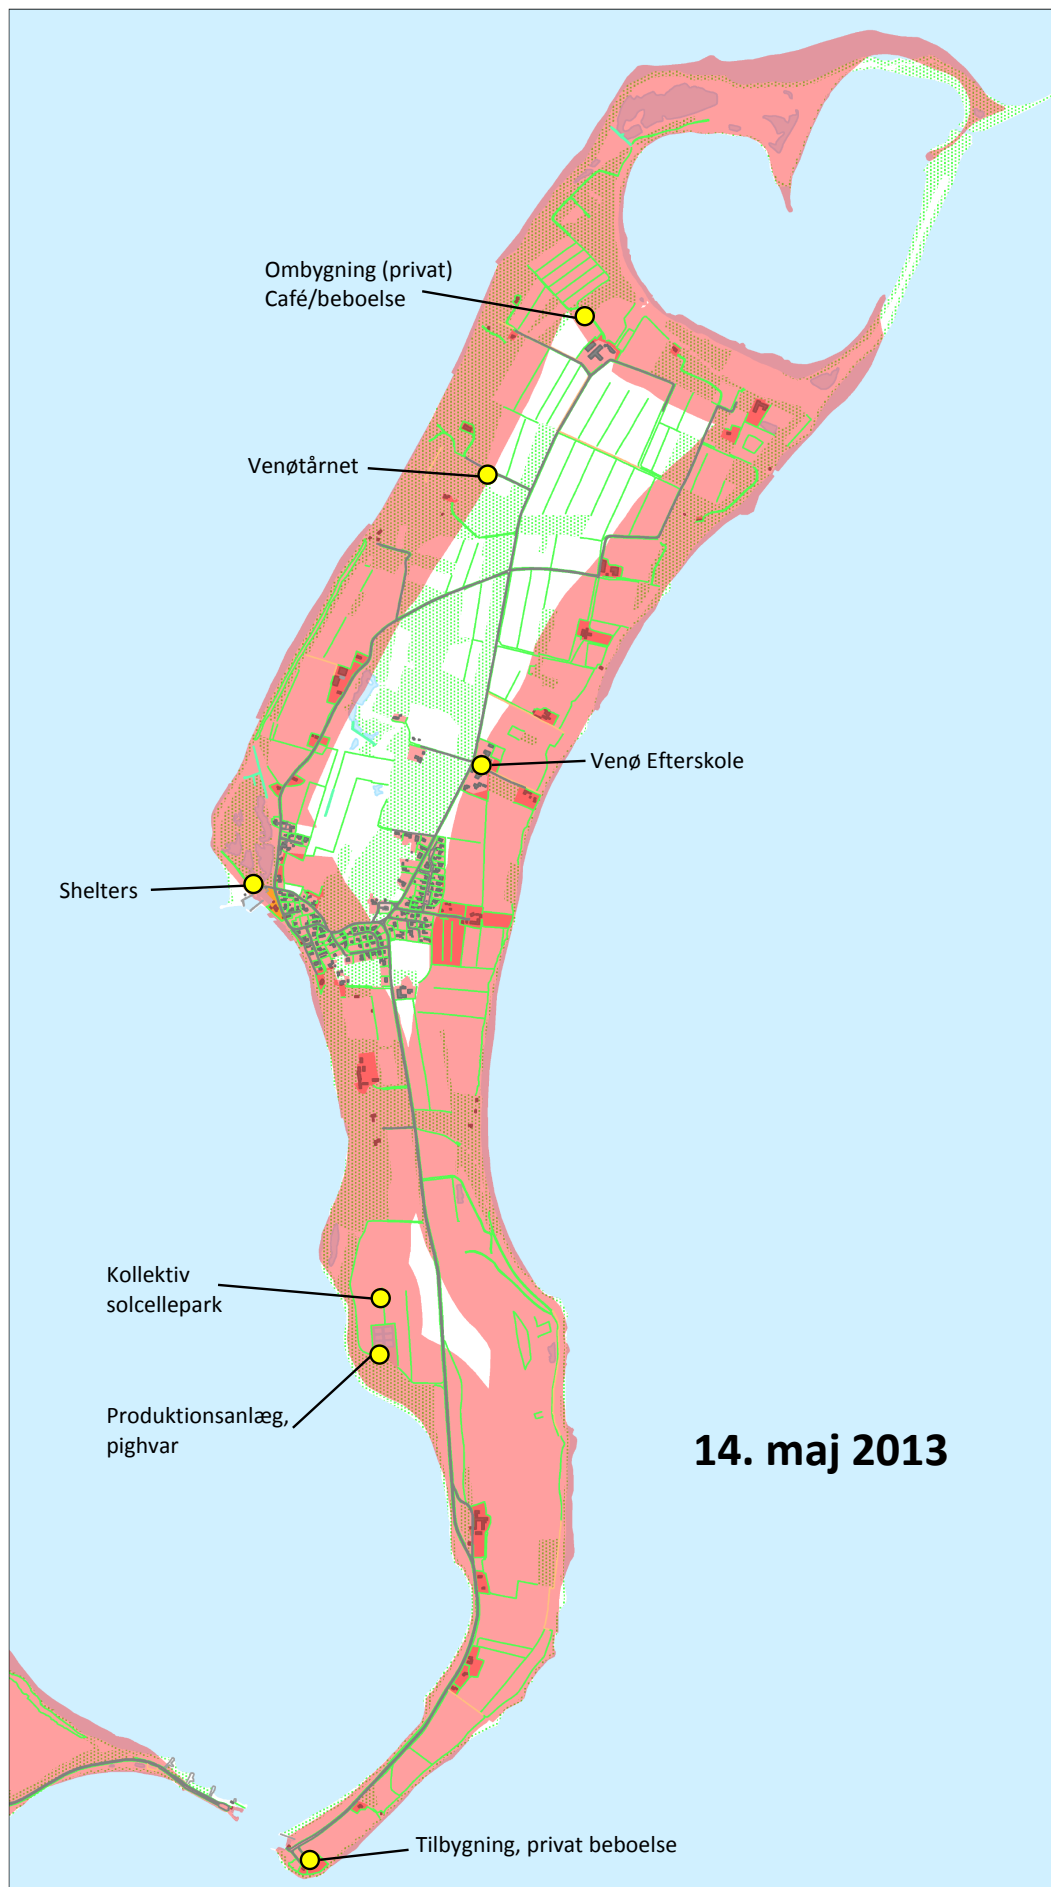 Ombygning (privat)
Café/beboelse
Venøtårnet
Venø Efterskole
Shelters
Kollektiv
solcellepark
Produktionsanlæg,
pighvar
14. maj 2013
Tilbygning, privat beboelse